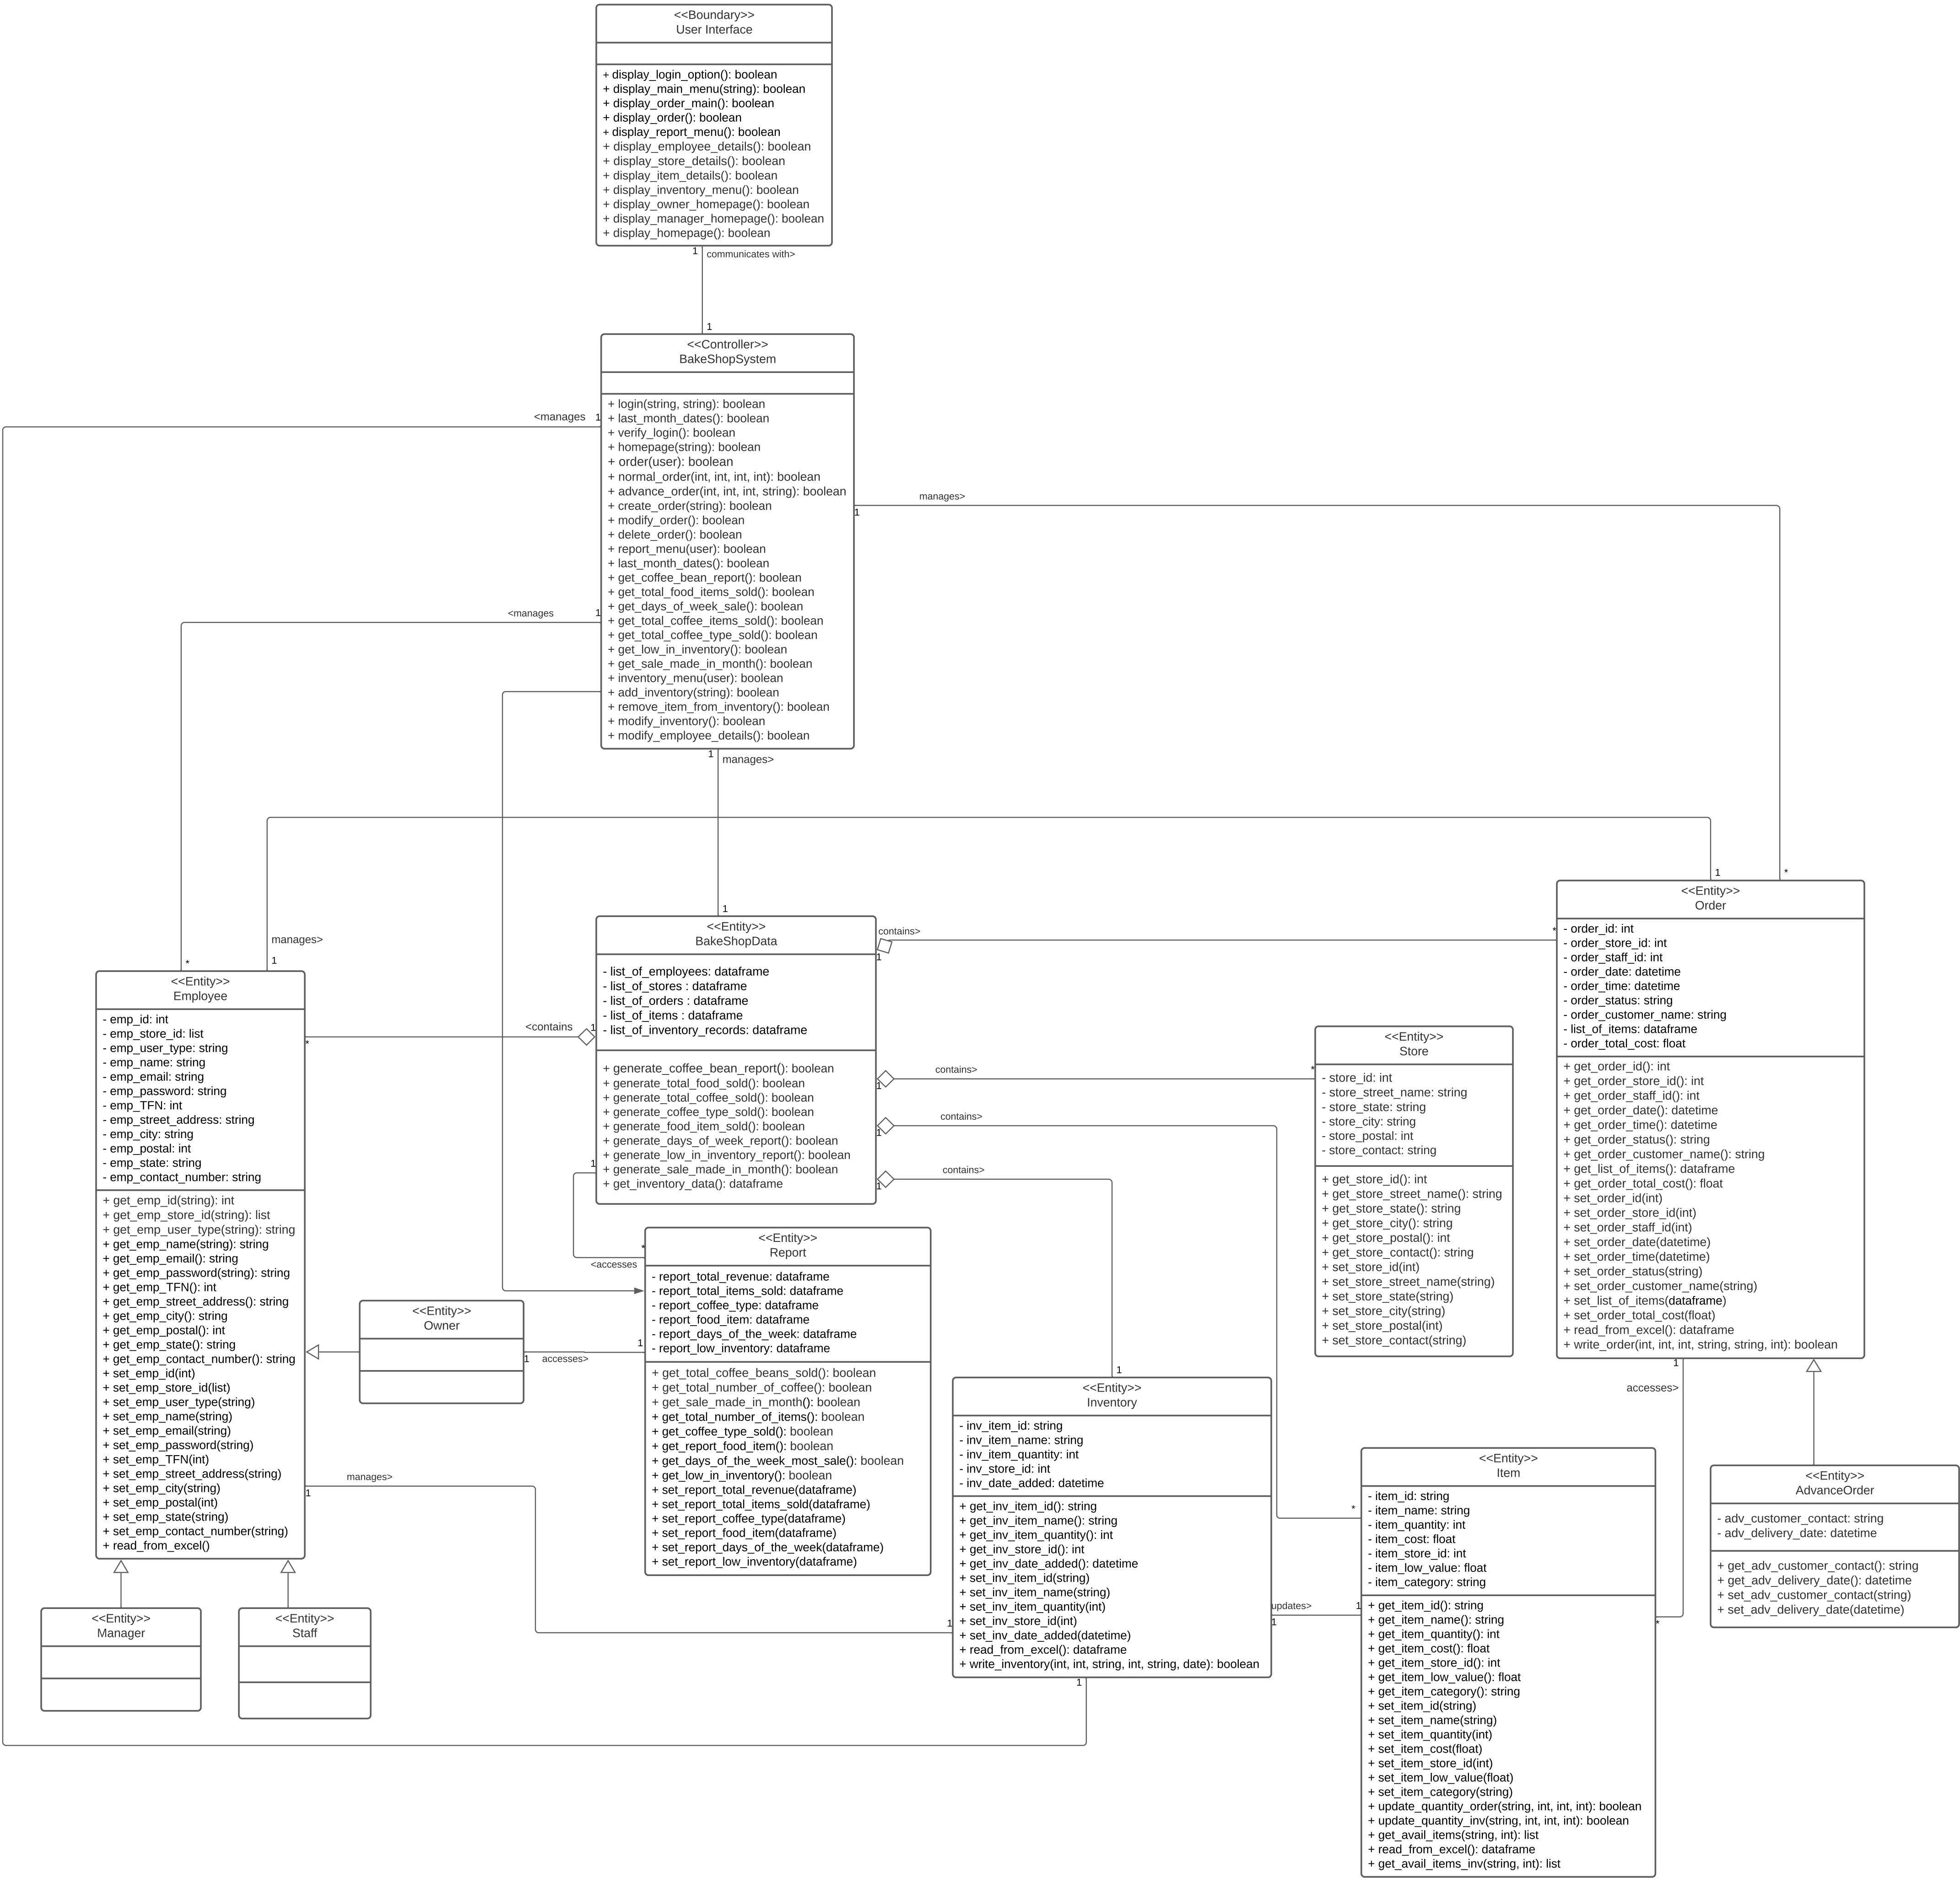 <<Boundary>>
User Interface
+ display_login_option(): boolean
+ display_main_menu(string): boolean
+ display_order_main(): boolean
+ display_order(): boolean
+ display_report_menu(): boolean
+ display_employee_details(): boolean
+ display_store_details(): boolean
+ display_item_details(): boolean
+ display_inventory_menu(): boolean
+ display_owner_homepage(): boolean
+ display_manager_homepage(): boolean
+ display_homepage(): boolean
1
communicates with>
1
<<Controller>>
BakeShopSystem
+ login(string, string): boolean
+ last_month_dates(): boolean
+ verify_login(): boolean
+ homepage(string): boolean
+ order(user): boolean
+ normal_order(int, int, int, int): boolean
+ advance_order(int, int, int, string): boolean
+ create_order(string): boolean
+ modify_order(): boolean
+ delete_order(): boolean
+ report_menu(user): boolean
+ last_month_dates(): boolean
+ get_coffee_bean_report(): boolean
+ get_total_food_items_sold(): boolean
+ get_days_of_week_sale(): boolean
+ get_total_coffee_items_sold(): boolean
+ get_total_coffee_type_sold(): boolean
+ get_low_in_inventory(): boolean
+ get_sale_made_in_month(): boolean
+ inventory_menu(user): boolean
+ add_inventory(string): boolean
+ remove_item_from_inventory(): boolean
+ modify_inventory(): boolean
+ modify_employee_details(): boolean
<manages
1
manages>
1
<manages
1
1
manages>
1
1
*
manages>
*
1
<<Entity>>
Employee
- emp_id: int
- emp_store_id: list
- emp_user_type: string
- emp_name: string
- emp_email: string
- emp_password: string
- emp_TFN: int
- emp_street_address: string
- emp_city: string
- emp_postal: int
- emp_state: string
- emp_contact_number: string
+ get_emp_id(string): int
+ get_emp_store_id(string): list
+ get_emp_user_type(string): string
+ get_emp_name(string): string
+ get_emp_email(): string
+ get_emp_password(string): string
+ get_emp_TFN(): int
+ get_emp_street_address(): string
+ get_emp_city(): string
+ get_emp_postal(): int
+ get_emp_state(): string
+ get_emp_contact_number(): string
+ set_emp_id(int)
+ set_emp_store_id(list)
+ set_emp_user_type(string)
+ set_emp_name(string)
+ set_emp_email(string)
+ set_emp_password(string)
+ set_emp_TFN(int)
+ set_emp_street_address(string)
+ set_emp_city(string)
+ set_emp_postal(int)
+ set_emp_state(string)
+ set_emp_contact_number(string)
+ read_from_excel()
<contains
1
*
<<Entity>>
BakeShopData
- list_of_employees: dataframe
- list_of_stores : dataframe
- list_of_orders : dataframe
- list_of_items : dataframe
- list_of_inventory_records: dataframe
+ generate_coffee_bean_report(): boolean
+ generate_total_food_sold(): boolean
+ generate_total_coffee_sold(): boolean
+ generate_coffee_type_sold(): boolean
+ generate_food_item_sold(): boolean
+ generate_days_of_week_report(): boolean
+ generate_low_in_inventory_report(): boolean
+ generate_sale_made_in_month(): boolean
+ get_inventory_data(): dataframe
contains>
1
*
contains>
1
*
contains>
1
*
contains>
1
1
1
*
<accesses
<<Entity>>
Store
- store_id: int
- store_street_name: string
- store_state: string
- store_city: string
- store_postal: int
- store_contact: string
+ get_store_id(): int
+ get_store_street_name(): string
+ get_store_state(): string
+ get_store_city(): string
+ get_store_postal(): int
+ get_store_contact(): string
+ set_store_id(int)
+ set_store_street_name(string)
+ set_store_state(string)
+ set_store_city(string)
+ set_store_postal(int)
+ set_store_contact(string)
<<Entity>>
Order
- order_id: int
- order_store_id: int
- order_staff_id: int
- order_date: datetime
- order_time: datetime
- order_status: string
- order_customer_name: string
- list_of_items: dataframe
- order_total_cost: float
+ get_order_id(): int
+ get_order_store_id(): int
+ get_order_staff_id(): int
+ get_order_date(): datetime
+ get_order_time(): datetime
+ get_order_status(): string
+ get_order_customer_name(): string
+ get_list_of_items(): dataframe
+ get_order_total_cost(): float
+ set_order_id(int)
+ set_order_store_id(int)
+ set_order_staff_id(int)
+ set_order_date(datetime)
+ set_order_time(datetime)
+ set_order_status(string)
+ set_order_customer_name(string)
+ set_list_of_items(dataframe)
+ set_order_total_cost(float)
+ read_from_excel(): dataframe
+ write_order(int, int, int, string, string, int): boolean
<<Entity>>
Report
- report_total_revenue: dataframe
- report_total_items_sold: dataframe
- report_coffee_type: dataframe
- report_food_item: dataframe
- report_days_of_the_week: dataframe
- report_low_inventory: dataframe
+ get_total_coffee_beans_sold(): boolean
+ get_total_number_of_coffee(): boolean
+ get_sale_made_in_month(): boolean
+ get_total_number_of_items(): boolean
+ get_coffee_type_sold(): boolean
+ get_report_food_item(): boolean
+ get_days_of_the_week_most_sale(): boolean
+ get_low_in_inventory(): boolean
+ set_report_total_revenue(dataframe)
+ set_report_total_items_sold(dataframe)
+ set_report_coffee_type(dataframe)
+ set_report_food_item(dataframe)
+ set_report_days_of_the_week(dataframe)
+ set_report_low_inventory(dataframe)
<<Entity>>
Owner
1
accesses>
1
manages>
1
1
<<Entity>>
Inventory
- inv_item_id: string
- inv_item_name: string
- inv_item_quantity: int
- inv_store_id: int
- inv_date_added: datetime
+ get_inv_item_id(): string
+ get_inv_item_name(): string
+ get_inv_item_quantity(): int
+ get_inv_store_id(): int
+ get_inv_date_added(): datetime
+ set_inv_item_id(string)
+ set_inv_item_name(string)
+ set_inv_item_quantity(int)
+ set_inv_store_id(int)
+ set_inv_date_added(datetime)
+ read_from_excel(): dataframe
+ write_inventory(int, int, string, int, string, date): boolean
1
updates>
1
1
<<Entity>>
Item
- item_id: string
- item_name: string
- item_quantity: int
- item_cost: float
- item_store_id: int
- item_low_value: float
- item_category: string
+ get_item_id(): string
+ get_item_name(): string
+ get_item_quantity(): int
+ get_item_cost(): float
+ get_item_store_id(): int
+ get_item_low_value(): float
+ get_item_category(): string
+ set_item_id(string)
+ set_item_name(string)
+ set_item_quantity(int)
+ set_item_cost(float)
+ set_item_store_id(int)
+ set_item_low_value(float)
+ set_item_category(string)
+ update_quantity_order(string, int, int, int): boolean
+ update_quantity_inv(string, int, int, int): boolean
+ get_avail_items(string, int): list
+ read_from_excel(): dataframe
+ get_avail_items_inv(string, int): list
1
accesses>
*
<<Entity>>
AdvanceOrder
- adv_customer_contact: string
- adv_delivery_date: datetime
+ get_adv_customer_contact(): string
+ get_adv_delivery_date(): datetime
+ set_adv_customer_contact(string)
+ set_adv_delivery_date(datetime)
<<Entity>>
Manager
<<Entity>>
Staff